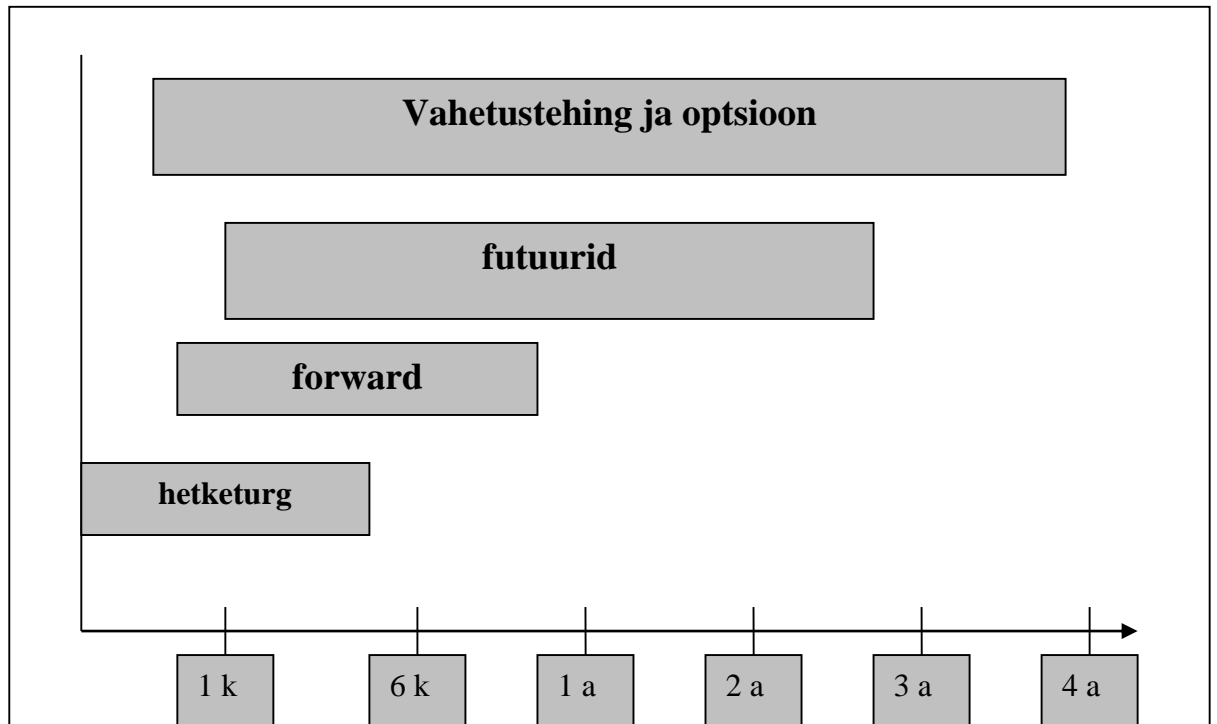 Vahetustehing ja optsioon
futuurid
forward
hetketurg
1 k 6 k 1 a 2 a 3 a 4 a